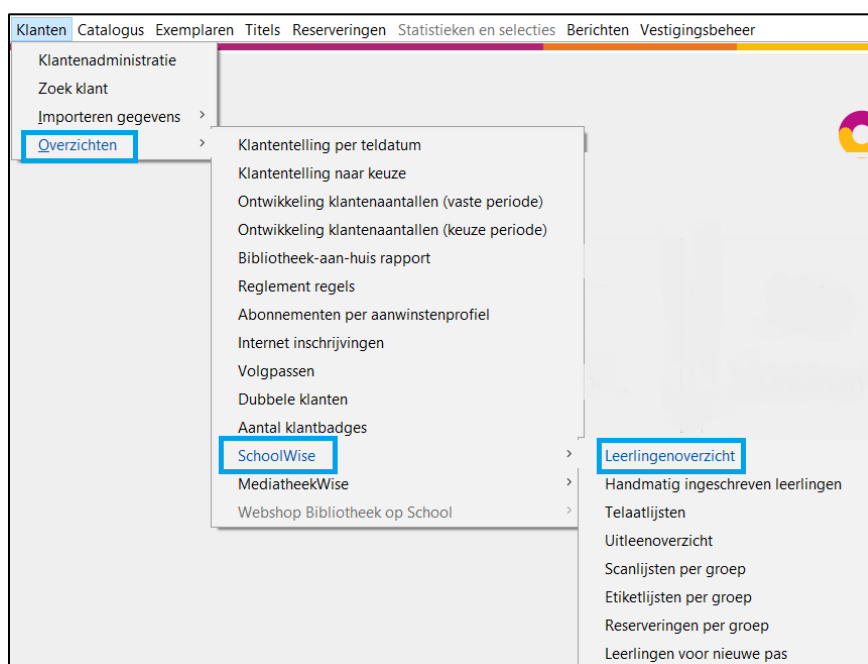 Klanten Catalogus Exemplaren Titels Reserveringen Statistieken en selecties Berichten Vestigingsbeheer
Klantenadministratie
Zoek klant
Importeren gegevens
Overzichten
Klantentelling per teldatum
Klantentelling naar keuze
Ontwikkeling klantenaantallen (vaste periode)
Ontwikkeling klantenaantallen (keuze periode)
Bibliotheek-aan-huis rapport
Reglement regels
Abonnementen per aanwinstenprofiel
Internet inschrijvingen
Volgpassen
Dubbele klanten
Aantal klantbadges
SchoolWise
MediatheekWise
Webshop Bibliotheek op School
Leerlingenoverzicht
Handmatig ingeschreven leerlingen
Telaatlijsten
Uitleenoverzicht
Scanlijsten per groep
Etiketlijsten per groep
Reserveringen per groep
Leerlingen voor nieuwe pas